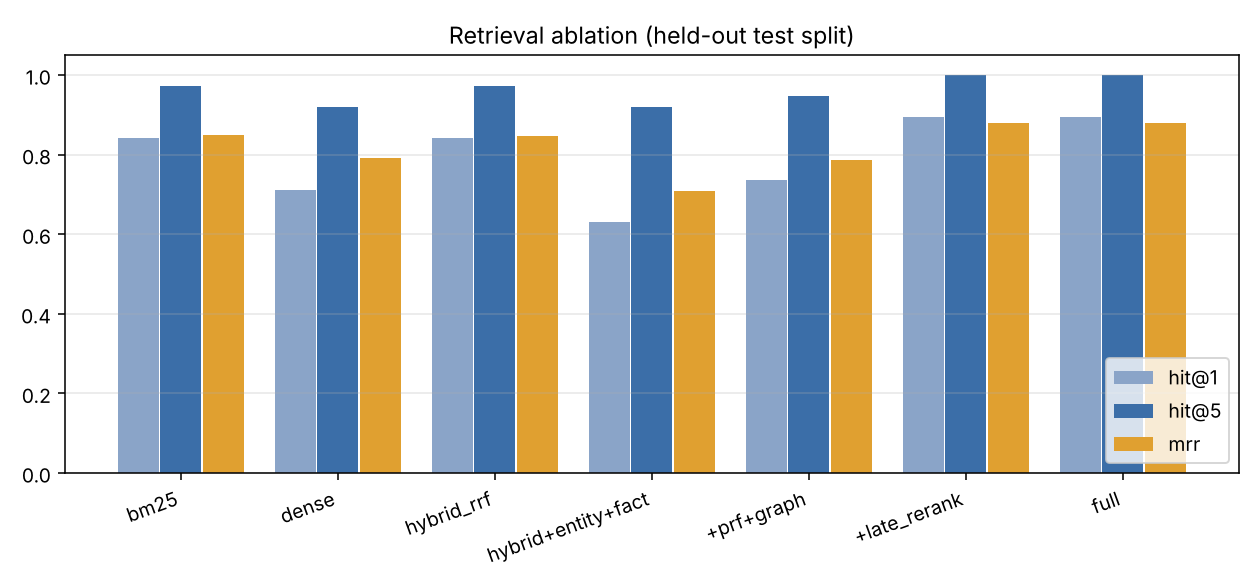 Retrieval ablation (held-out test split)
1.0
0.8
0.6
0.4
0.2
0.0
hit@1
hit@5
mrr
bm25
dense
hybrid_rrf
hybrid+entity+fact
+prf+graph
+late_rerank
full